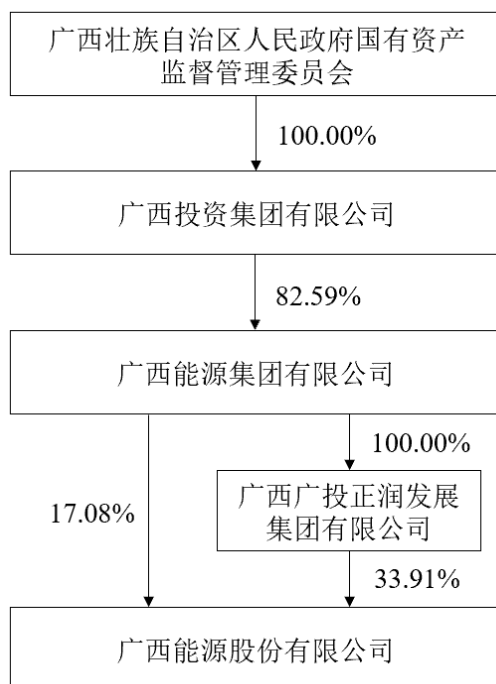 广西壮族自治区人民政府国有资产
监督管理委员会
100.00%
广西投资集团有限公司
82.59%
广西能源集团有限公司
100.00%
17.08%
广西广投正润发展
集团有限公司
33.91%
广西能源股份有限公司